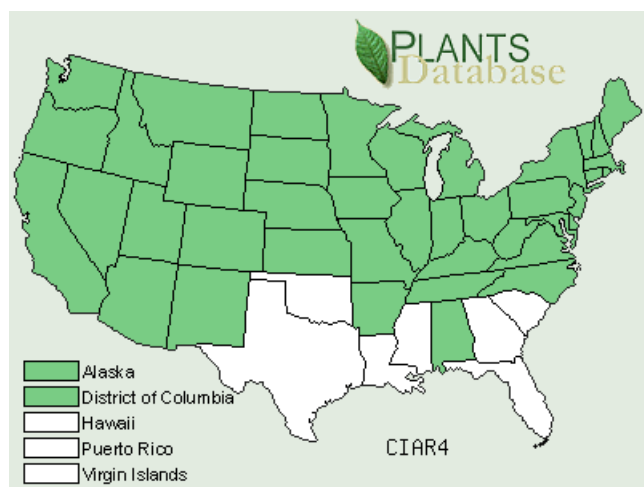 PLANTS
Database
Alaska
District of Columbia
Hawaii
Puerto Rico
Virgin Islands
CIAR4